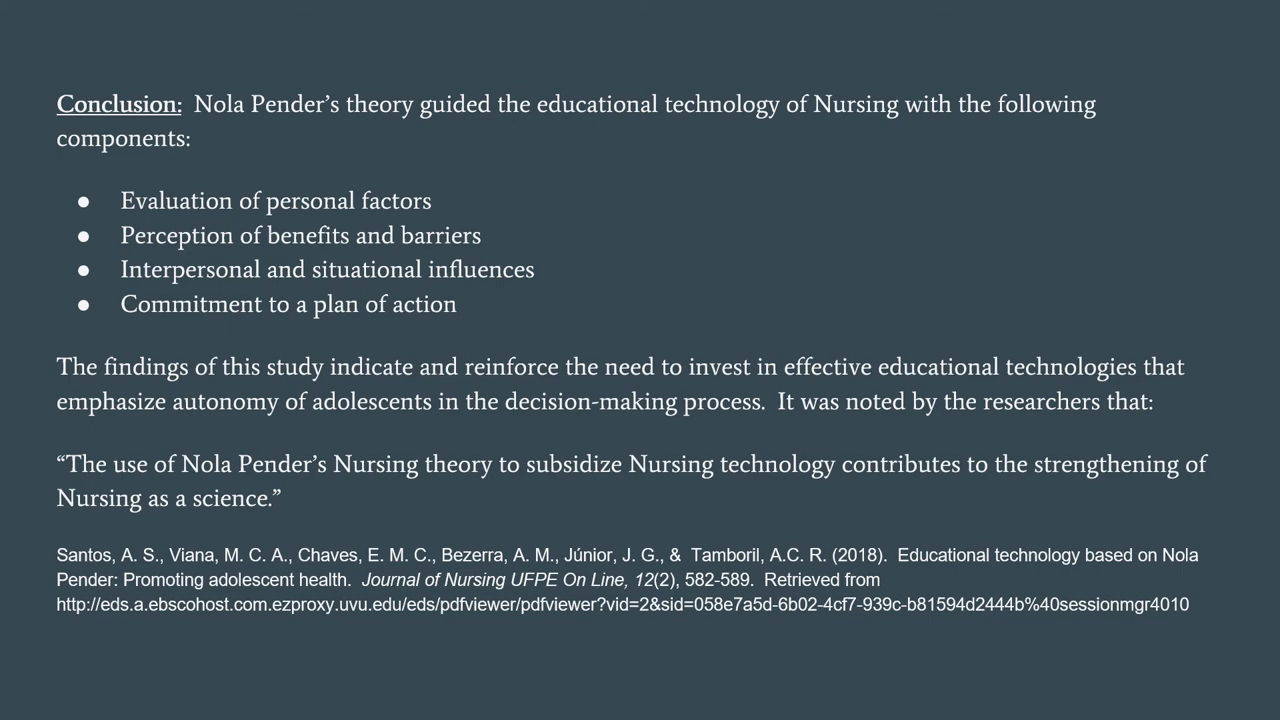 Conclusion:  Nola Pender’s theory guided the educational technology of Nursing with the following
components:
● Evaluation of personal factors
● Perception of benefits and barriers
● Interpersonal and situational influences
● Commitment to a plan of action
The findings of this study indicate and reinforce the need to invest in effective educational technologies that
emphasize autonomy of adolescents in the decision-making process.  It was noted by the researchers that:
“The use of Nola Pender’s Nursing theory to subsidize Nursing technology contributes to the strengthening of
Nursing as a science.”
Santos, A. S., Viana, M. C. A., Chaves, E. M. C., Bezerra, A. M., Júnior, J. G., &  Tamboril, A.C. R. (2018).  Educational technology based on Nola
Pender: Promoting adolescent health.  Journal of Nursing UFPE On Line, 12(2), 582-589.  Retrieved from
http://eds.a.ebscohost.com.ezproxy.uvu.edu/eds/pdfviewer/pdfviewer?vid=2&sid=058e7a5d-6b02-4cf7-939c-b81594d2444b%40sessionmgr4010